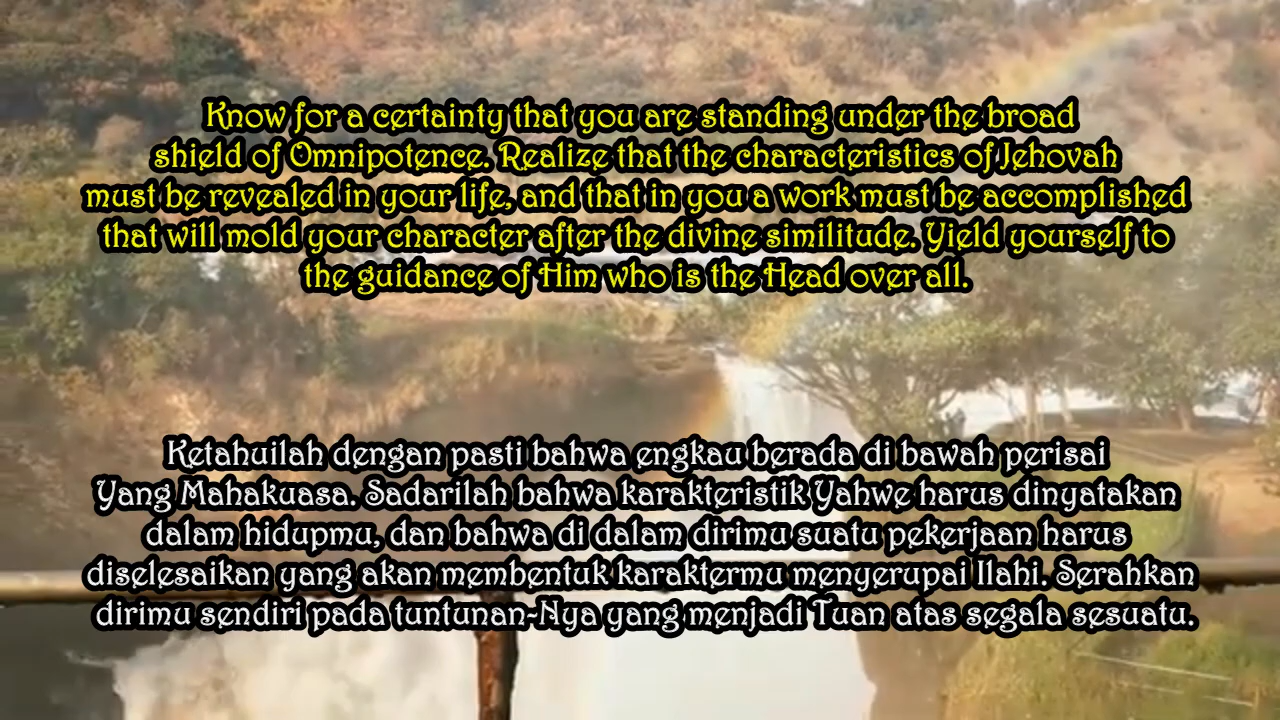 Know for a certainty that you are standing under the broad
shield of Omnipotence. Realize that the characteristics of Jehovah
must be revealed in your life, and that in you a work must be accomplished
that will mold your character after the divine similitude. Yield yourself to
the guidance of Him who is the Head over all.
Ketahuilah dengan pasti bahwa engkau berada di bawah perisai
Yang Mahakuasa. Sadarilah bahwa karakteristik Yahwe harus dinyatakan
dalam hidupmu, dan bahwa di dalam dirimu suatu pekerjaan harus
diselesaikan yang akan membentuk karaktermu menyerupai Ilahi. Serahkan
dirimu sendiri pada tuntunan-Nya yang menjadi Tuan atas segala sesuatu.